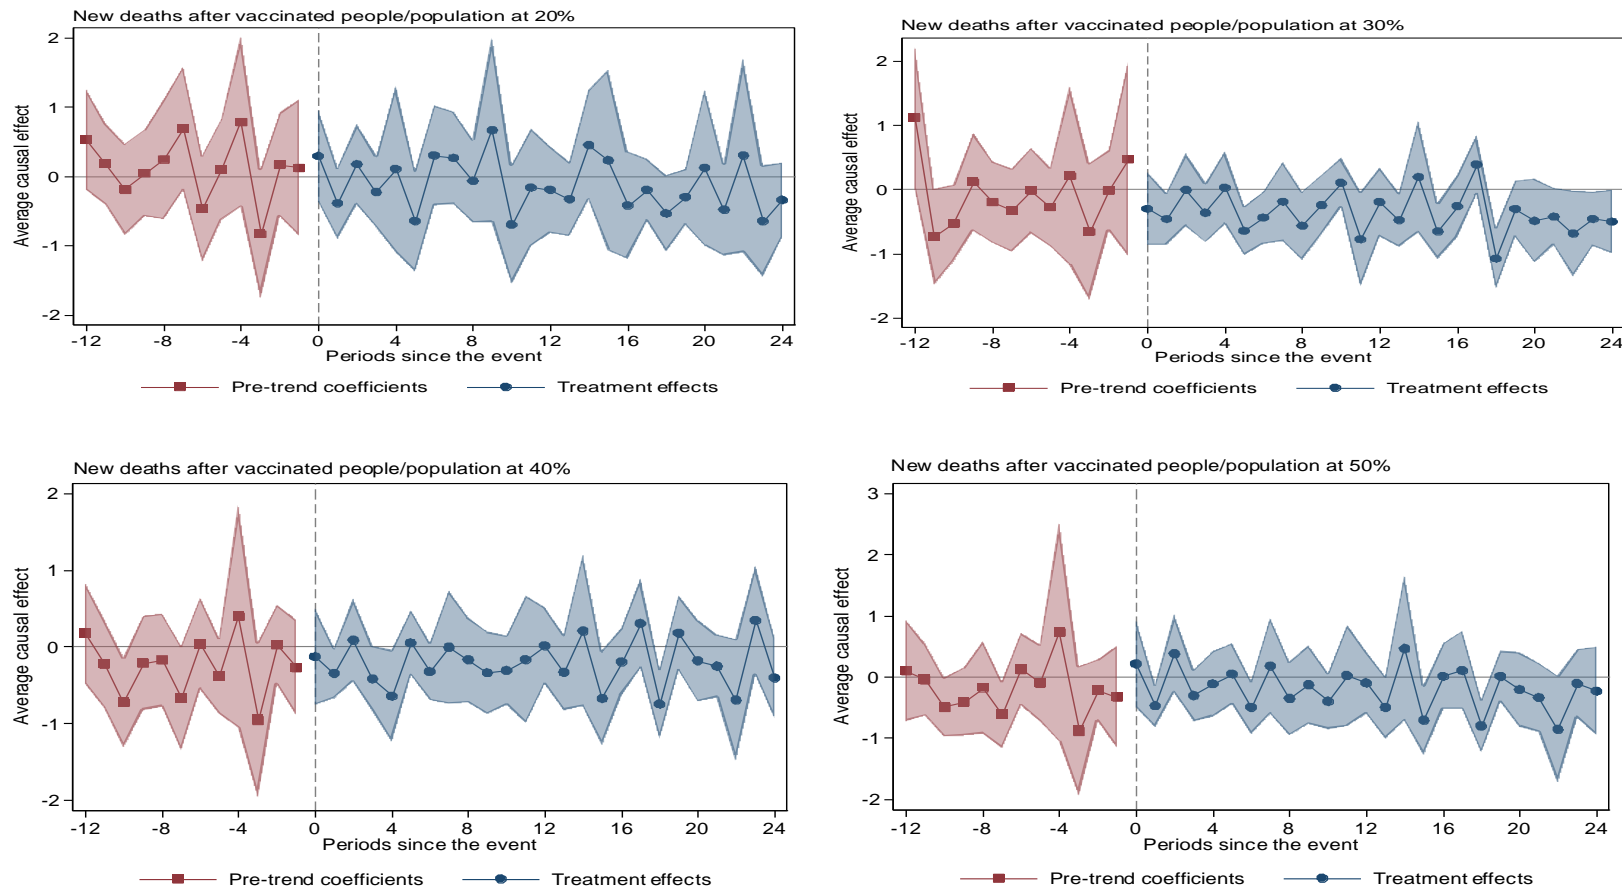 New deaths after vaccinated people/population at 20%
Average causal effect
2
1
0
-1
-2
-12 -8 -4 0 4 8 12 16 20 24
Periods since the event
Pre-trend coefficients Treatment effects
New deaths after vaccinated people/population at 30%
Average causal effect
2
1
0
-1
-2
-12 -8 -4 0 4 8 12 16 20 24
Periods since the event
Pre-trend coefficients Treatment effects
New deaths after vaccinated people/population at 40%
Average causal effect
2
1
0
-1
-2
-12 -8 -4 0 4 8 12 16 20 24
Periods since the event
Pre-trend coefficients Treatment effects
New deaths after vaccinated people/population at 50%
Average causal effect
3
2
1
0
-1
-2
-12 -8 -4 0 4 8 12 16 20 24
Periods since the event
Pre-trend coefficients Treatment effects